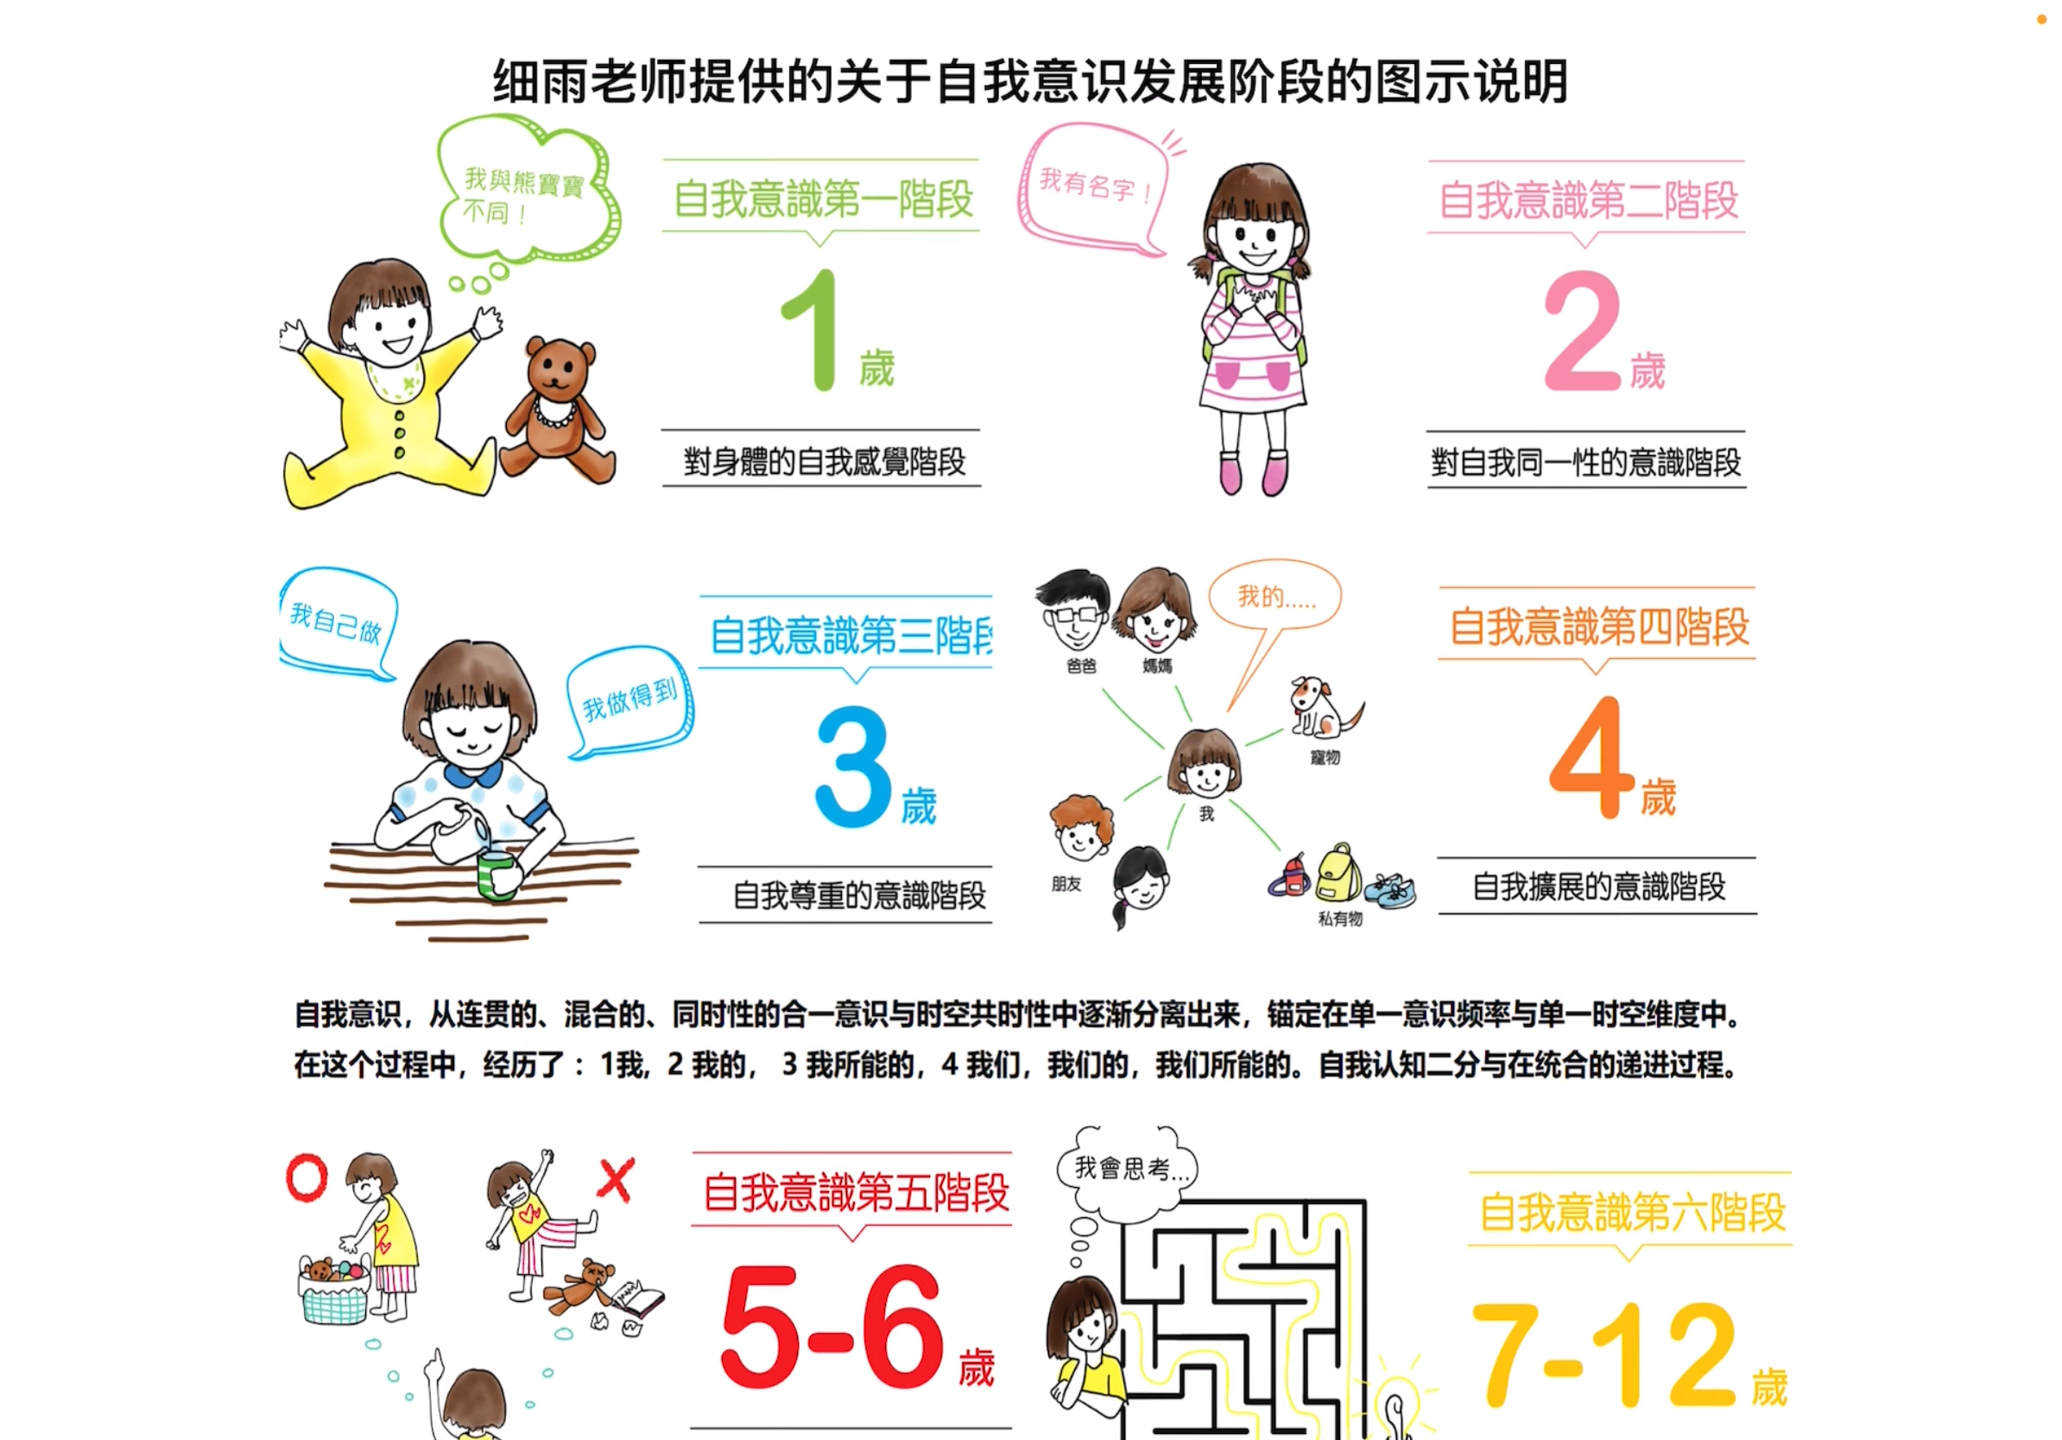 细雨老师提供的关于自我意识发展阶段的图示说明
我與熊寶寶
不同！
自我意識第一階段
1歲
對身體的自我感覺階段
我有名字！
自我意識第二階段
2歲
對自我同一性的意識階段
我自己做
我做得到
自我意識第三階段
3歲
自我尊重的意識階段
爸爸
媽媽
我的.....
寵物
我
朋友
私有物
自我意識第四階段
4歲
自我擴展的意識階段
自我意识，从连贯的、混合的、同时性的合一意识与时空共时性中逐渐分离出来，锚定在单一意识频率与单一时空维度中。
在这个过程中，经历了：1我，2 我的， 3 我所能的，4 我们，我们的，我们所能的。自我认知二分与在统合的递进过程。
自我意識第五階段
5-6歲
我會思考...
自我意識第六階段
7-12歲